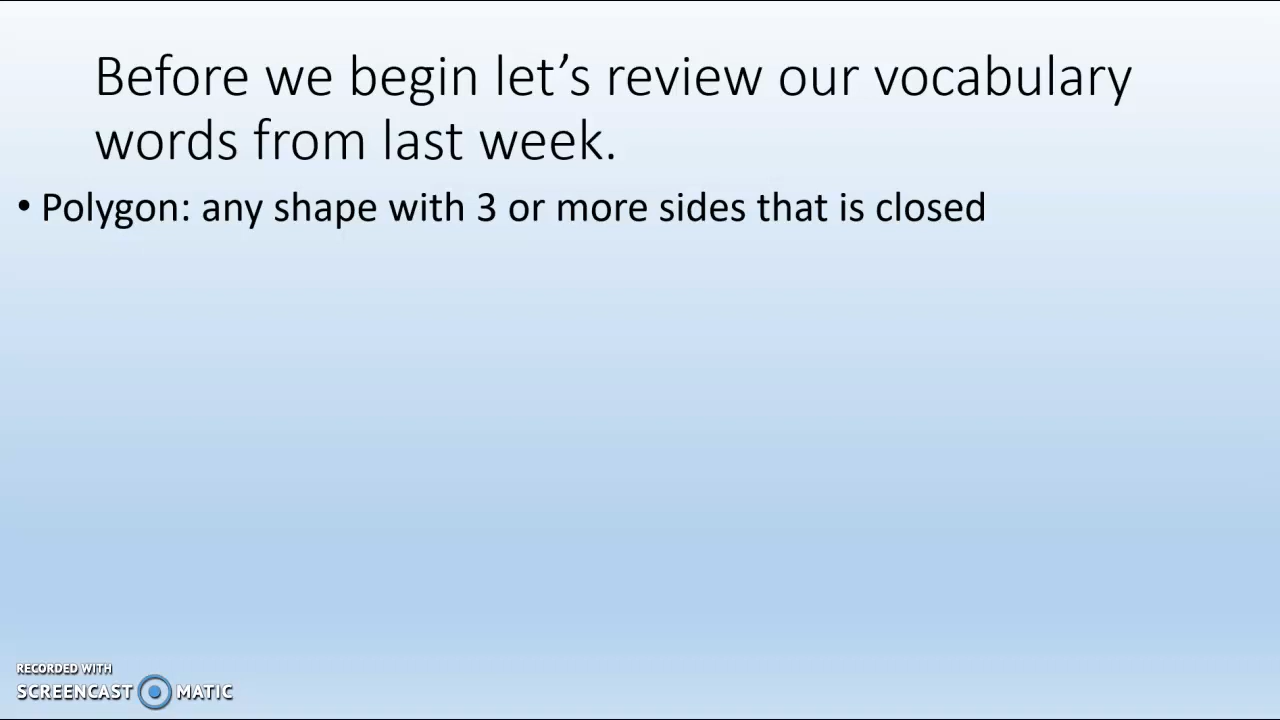 Before we begin let’s review our vocabulary
words from last week.
• Polygon: any shape with 3 or more sides that is closed
RECORDED WITH
SCREENCAST MATIC